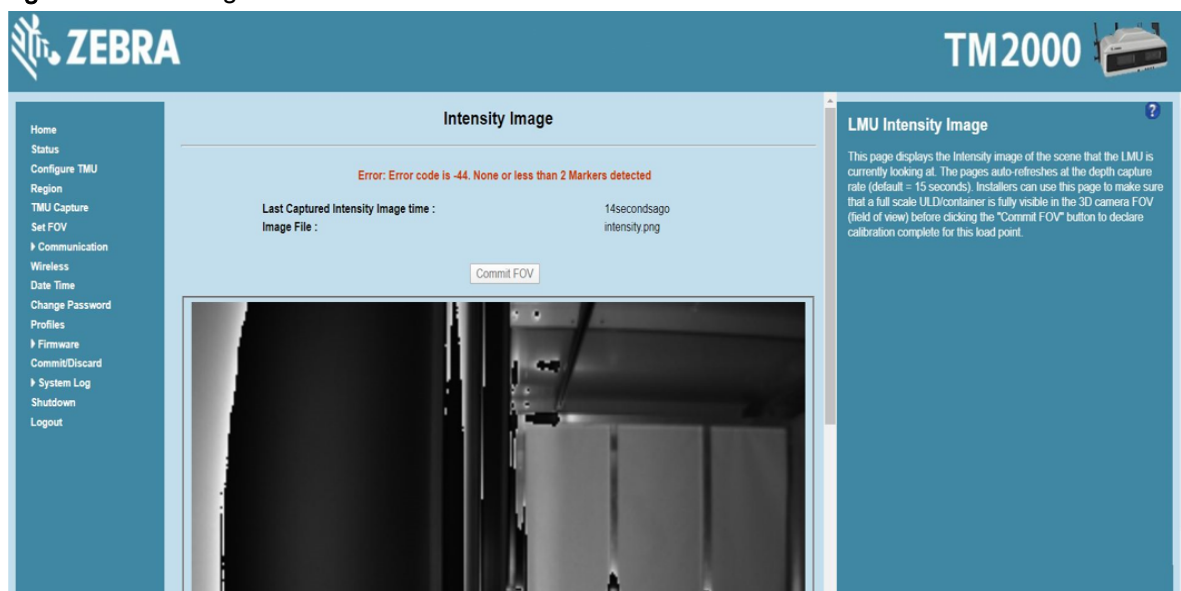 ZEBRA
TM2000
Home
Status
Configure TMU
Region
TMU Capture
Set FOV
Communication
Wireless
Date Time
Change Password
Profiles
Firmware
Commit/Discard
System Log
Shutdown
Logout
Intensity Image
Error: Error code is -44. None or less than 2 Markers detected
Last Captured Intensity Image time : 14secondsago
Image File : intensity.png
Commit FOV
?
LMU Intensity Image
This page displays the Intensity image of the scene that the LMU is
currently looking at. The pages auto-refreshes at the depth capture
rate (default = 15 seconds). Installers can use this page to make sure
that a full scale ULD/container is fully visible in the 3D camera FOV
(field of view) before clicking the "Commit FOV" button to declare
calibration complete for this load point.